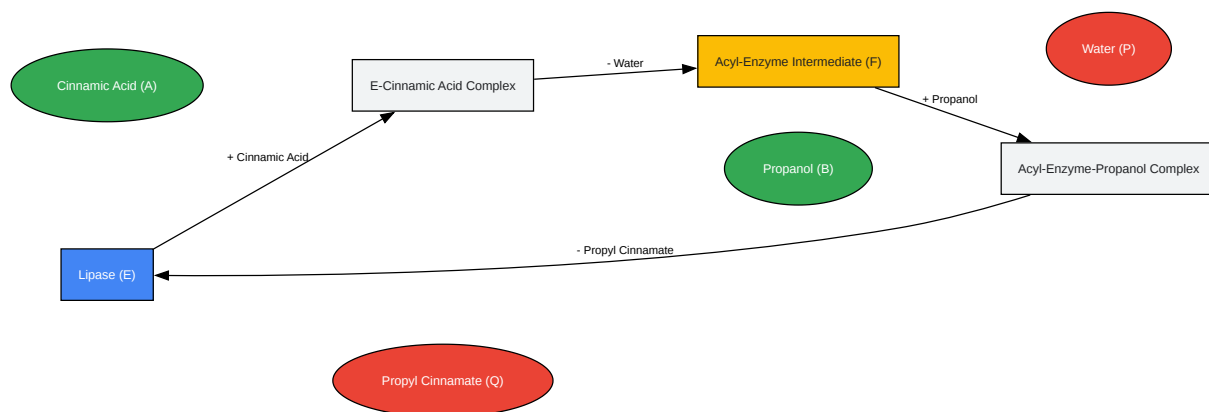 Water (P)
- Water
Acyl-Enzyme Intermediate (F)
Cinnamic Acid (A)
E-Cinnamic Acid Complex
+ Propanol
+ Cinnamic Acid
Propanol (B)
Acyl-Enzyme-Propanol Complex
- Propyl Cinnamate
Lipase (E)
Propyl Cinnamate (Q)